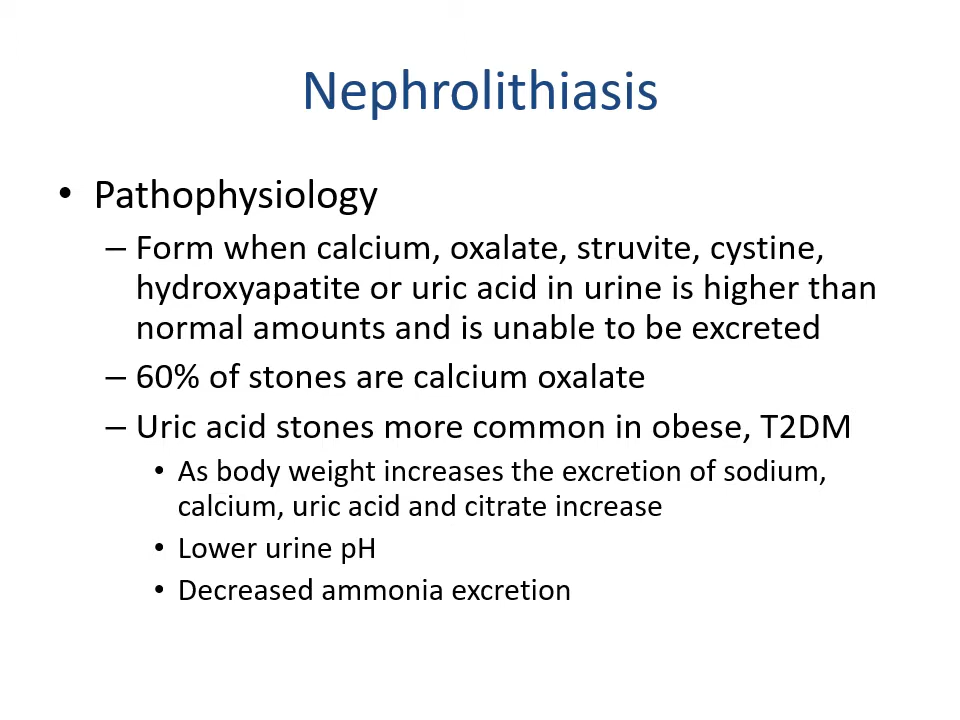 Nephrolithiasis
• Pathophysiology
– Form when calcium, oxalate, struvite, cystine,
hydroxyapatite or uric acid in urine is higher than
normal amounts and is unable to be excreted
– 60% of stones are calcium oxalate
– Uric acid stones more common in obese, T2DM
• As body weight increases the excretion of sodium,
calcium, uric acid and citrate increase
• Lower urine pH
• Decreased ammonia excretion